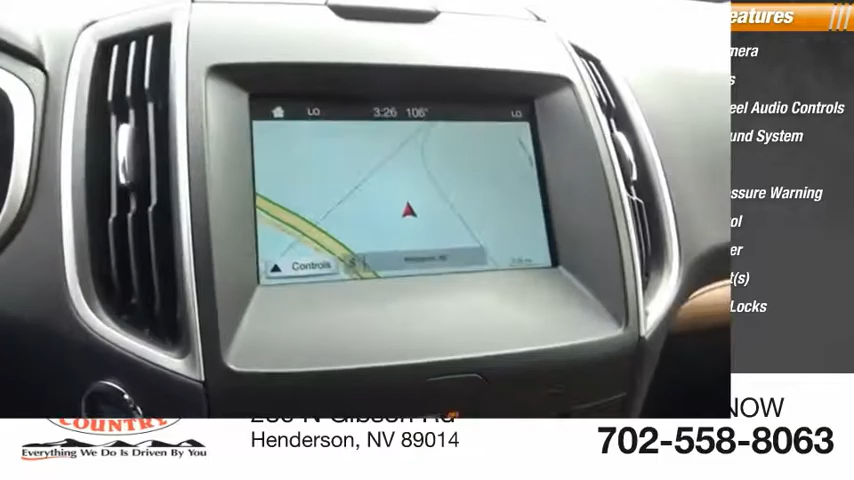 LO 3:26 106° LO
Controls
eatures
mera
s
eel Audio Controls
und System
ssure Warning
ol
er
t(s)
Locks
COUNTRY
Everything We Do Is Driven By You
Henderson, NV 89014
NOW
702-558-8063